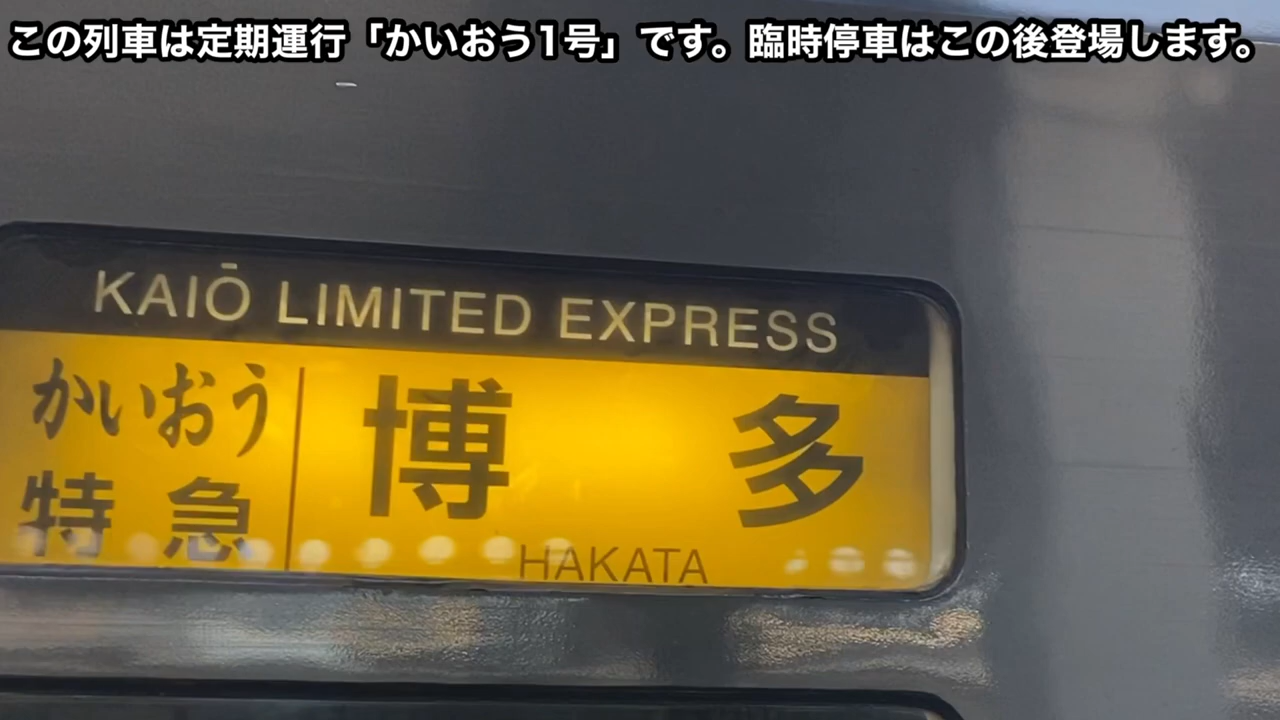 この列車は定期運行「かいおう1号」です。臨時停車はこの後登場します。
KAIŌ LIMITED EXPRESS
かいおう
特急
博多
HAKATA